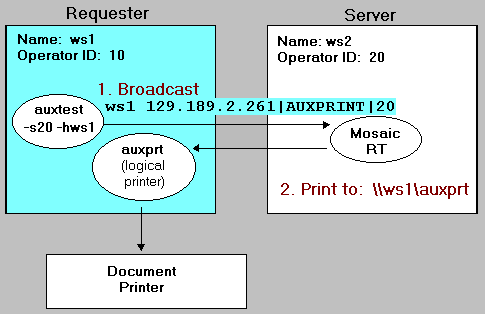 Requester
Server
Name: ws1
Operator ID: 10
Name: ws2
Operator ID: 20
1. Broadcast
ws1 129.189.2.261|AUXPRINT|20
auxtest
-s20 -hws1
Mosaic
RT
auxprt
(logical
printer)
2. Print to: \\ws1\auxprt
Document
Printer